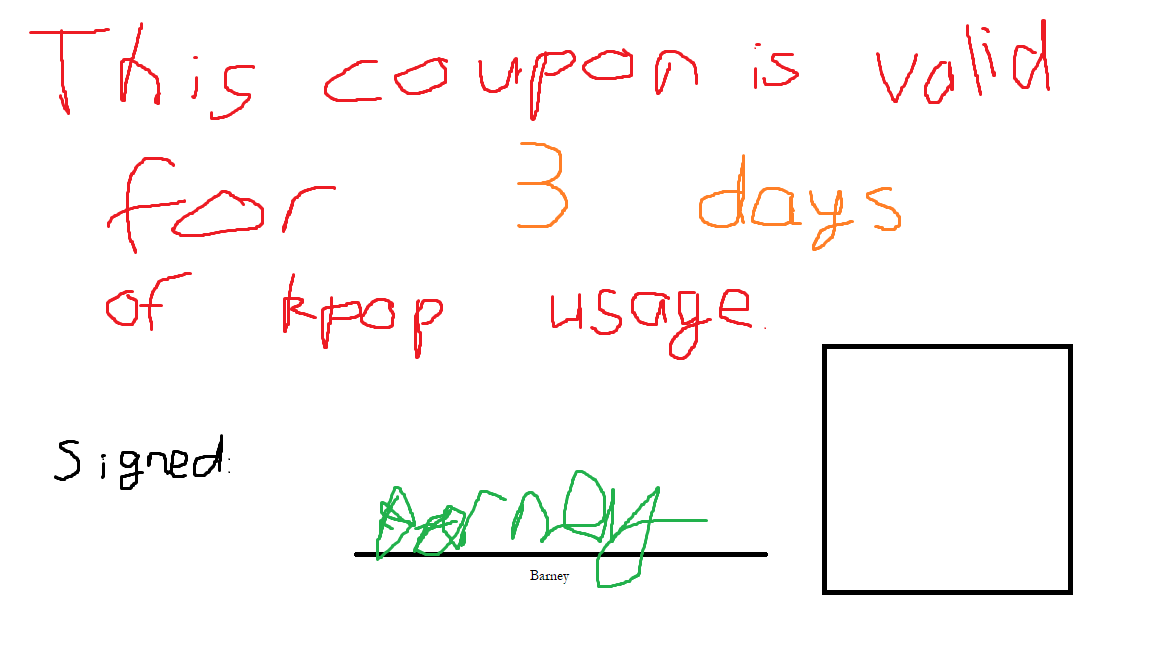 This coupon is valid
for 3 days
of kpop usage.
Signed:
Barney
Barney